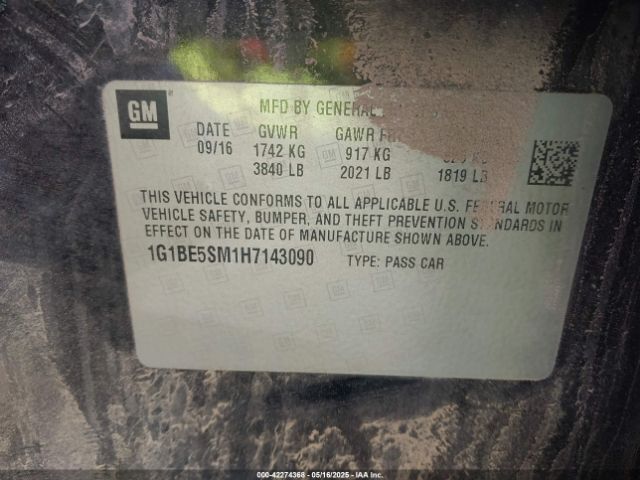 GM
MFD BY GENERAL
DATE GVWR GAWR
09/16 1742 KG 917 KG KG
3840 LB 2021 LB 1819 LB
THIS VEHICLE CONFORMS TO ALL APPLICABLE U.S. FEDERAL MOTOR
VEHICLE SAFETY, BUMPER, AND THEFT PREVENTION STANDARDS IN
EFFECT ON THE DATE OF MANUFACTURE SHOWN ABOVE.
1G1BE5SM1H7143090 TYPE: PASS CAR
000-42274368 - 05/16/2025 - IAA Inc.